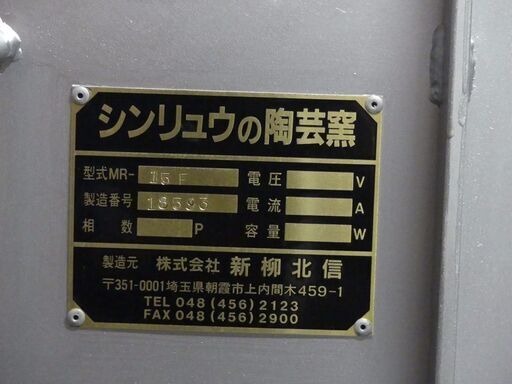 シンリュウの陶芸窯
型式MR- 15F 電圧 V
製造番号 18593 電流 A
相数 P 容量 W
製造元 株式会社 新柳北信
〒351-0001埼玉県朝霞市上内間木459-1
TEL 048 (456) 2123
FAX 048 (456) 2900